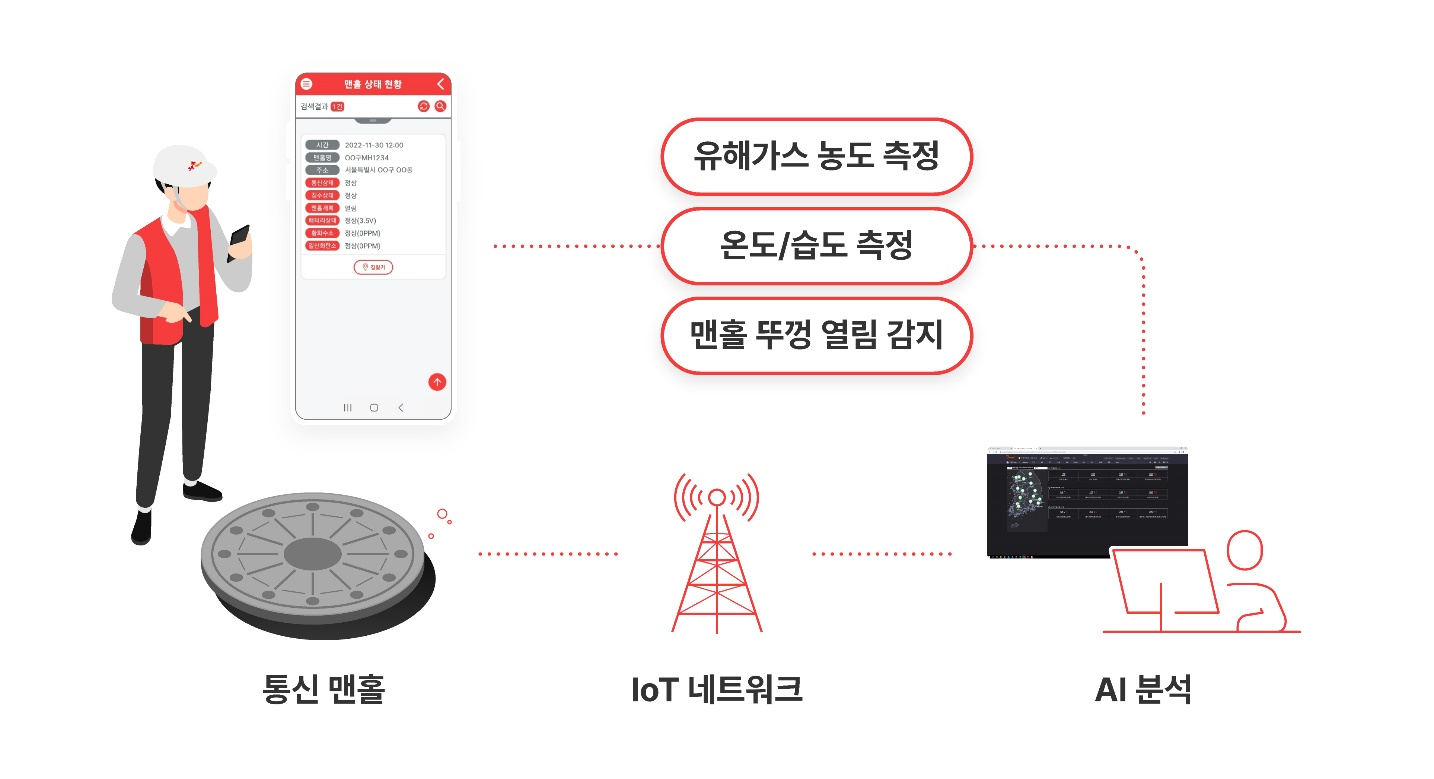 맨홀 상태 현황
검색결과 1건
시간 2022-11-30 12:00
맨홀명 OO구MH1234
주소 서울특별시 OO구 OO동
통신상태 정상
침수상태 정상
맨홀개폐 열림
배터리상태 정상(3.5V)
황화수소 정상(0PPM)
일산화탄소 정상(0PPM)
길찾기
유해가스 농도 측정
온도/습도 측정
맨홀 뚜껑 열림 감지
통신 맨홀
IoT 네트워크
AI 분석